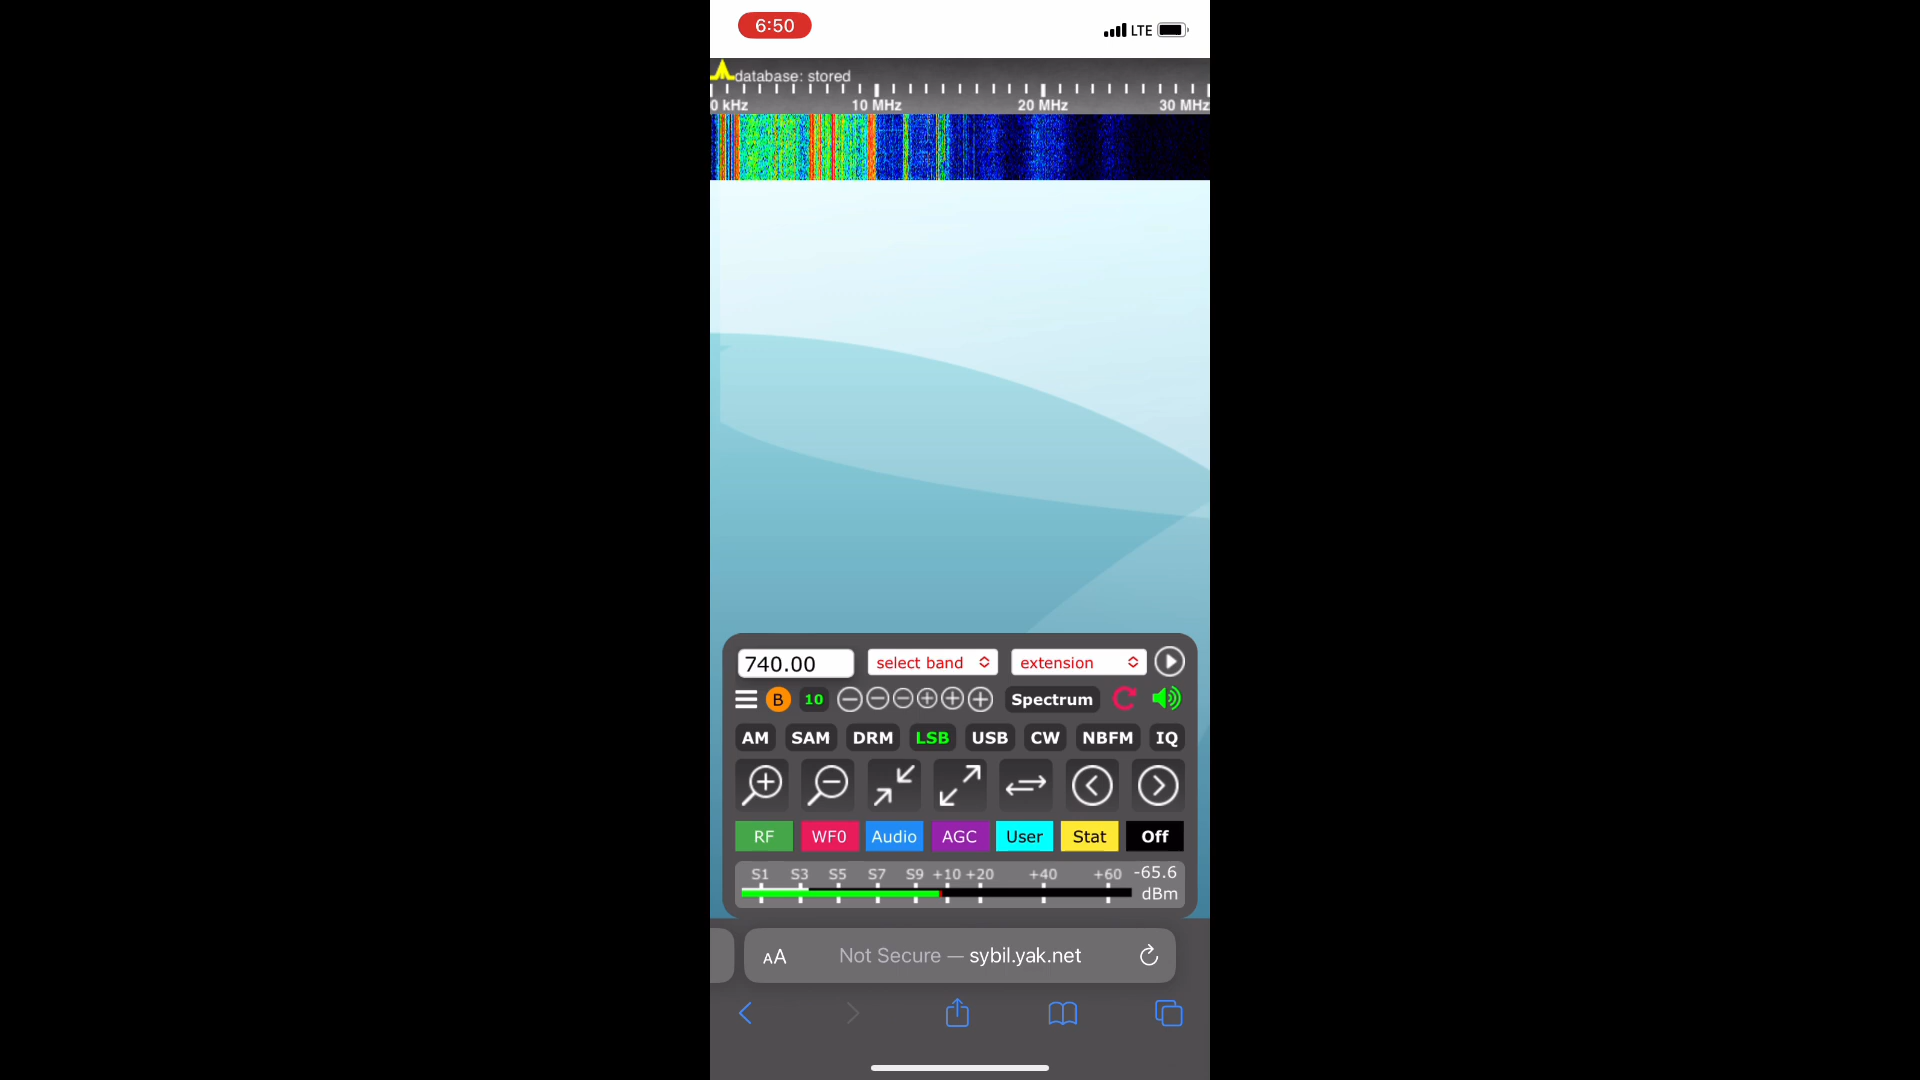 6:50
LTE
database: stored
0 kHz 10 MHz 20 MHz 30 MHz
740.00 select band extension
B 10 Spectrum
AM SAM DRM LSB USB CW NBFM IQ
RF WF0 Audio AGC User Stat Off
S1 S3 S5 S7 S9 +10 +20 +40 +60 -65.6
dBm
AA Not Secure — sybil.yak.net